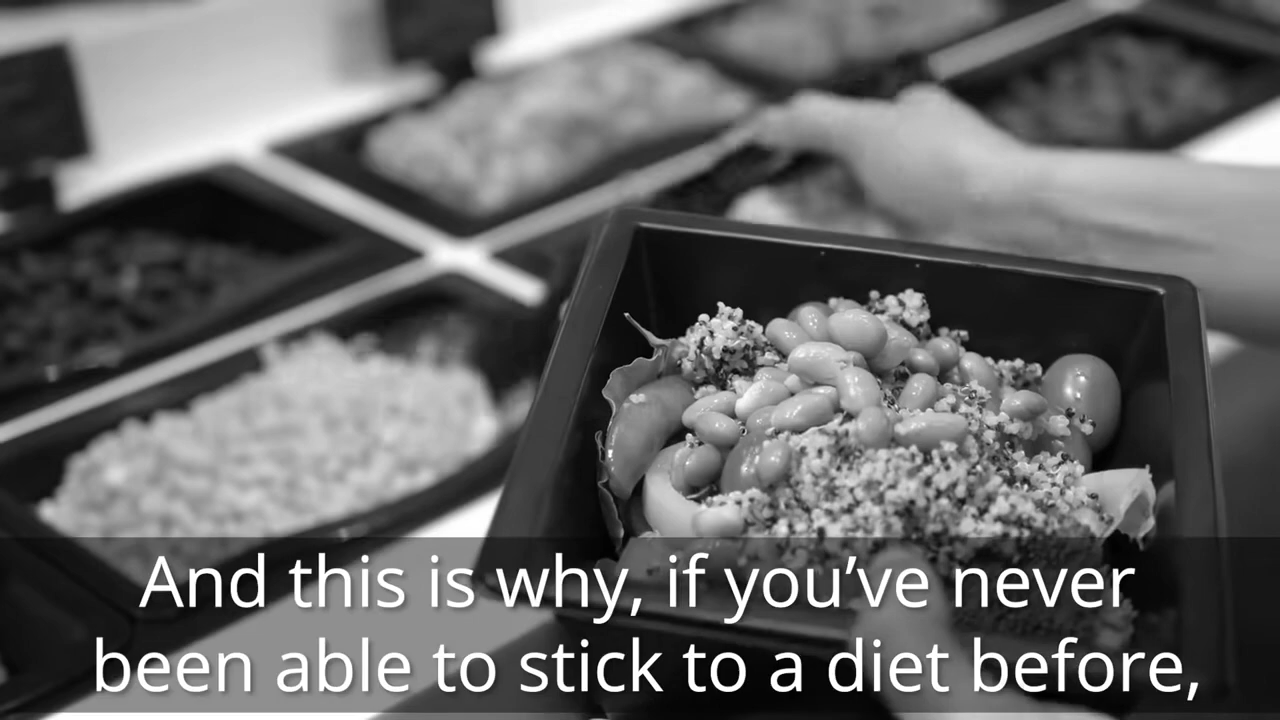 And this is why, if you’ve never
been able to stick to a diet before,